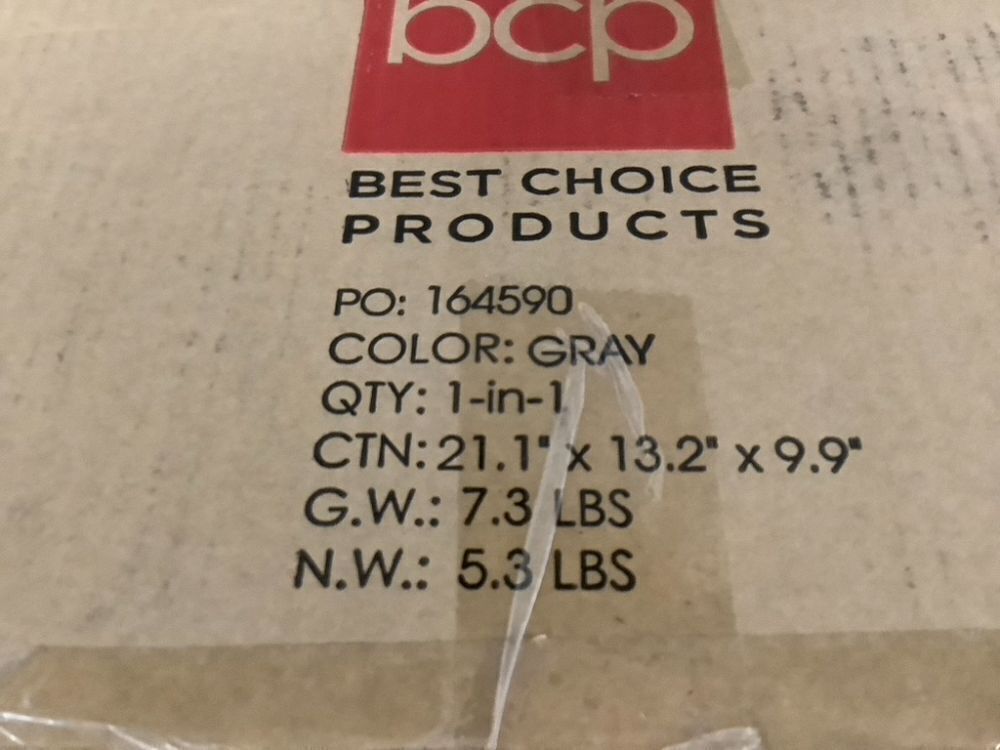 bcp
BEST CHOICE
PRODUCTS
PO: 164590
COLOR: GRAY
QTY: 1-in-1
CTN: 21.1" x 13.2" x 9.9"
G.W.: 7.3 LBS
N.W.: 5.3 LBS